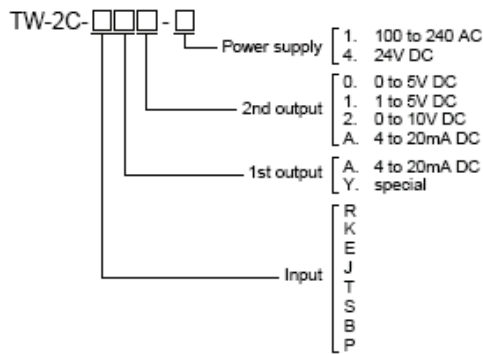 TW-2C-□□□-□
Power supply
1. 100 to 240 AC
4. 24V DC
2nd output
0. 0 to 5V DC
1. 1 to 5V DC
2. 0 to 10V DC
A. 4 to 20mA DC
1st output
A. 4 to 20mA DC
Y. special
Input
R
K
E
J
T
S
B
P